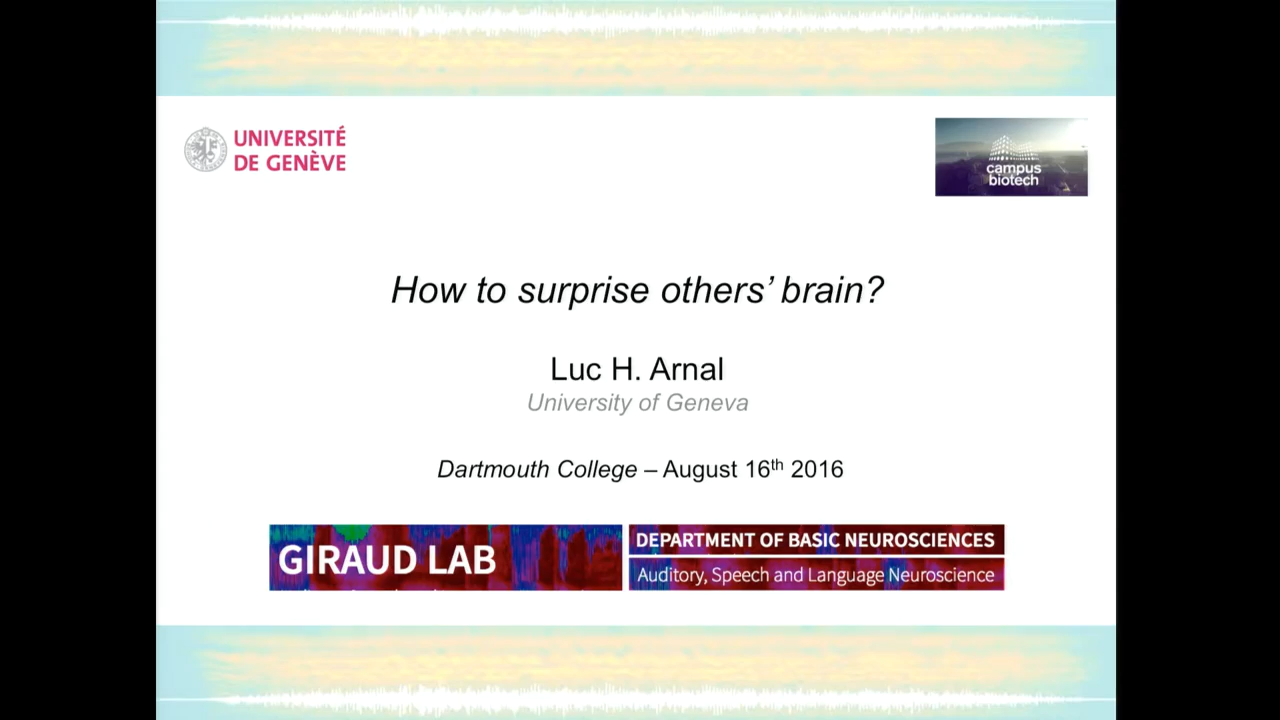 UNIVERSITÉ
DE GENÈVE
campus
biotech
How to surprise others’ brain?
Luc H. Arnal
University of Geneva
Dartmouth College – August 16th 2016
GIRAUD LAB
DEPARTMENT OF BASIC NEUROSCIENCES
Auditory, Speech and Language Neuroscience